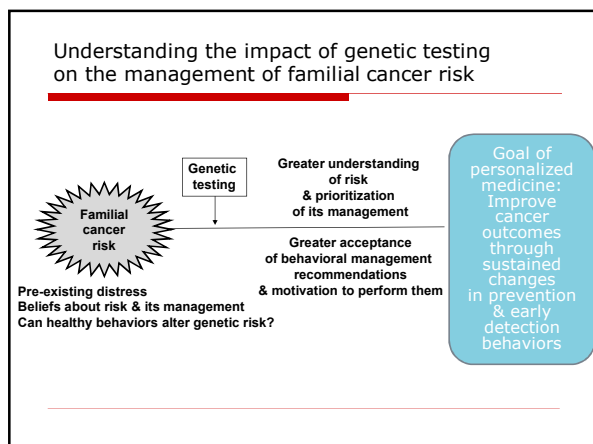 Understanding the impact of genetic testing
on the management of familial cancer risk
Genetic
testing
Greater understanding
of risk
& prioritization
of its management
Familial
cancer
risk
Greater acceptance
of behavioral management
recommendations
& motivation to perform them
Pre-existing distress
Beliefs about risk & its management
Can healthy behaviors alter genetic risk?
Goal of
personalized
medicine:
Improve
cancer
outcomes
through
sustained
changes
in prevention
& early
detection
behaviors